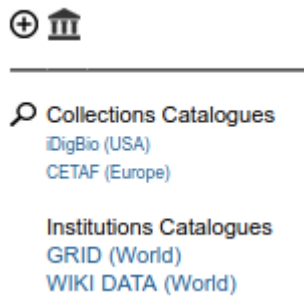 Collections Catalogues
iDigBio (USA)
CETAF (Europe)
Institutions Catalogues
GRID (World)
WIKI DATA (World)